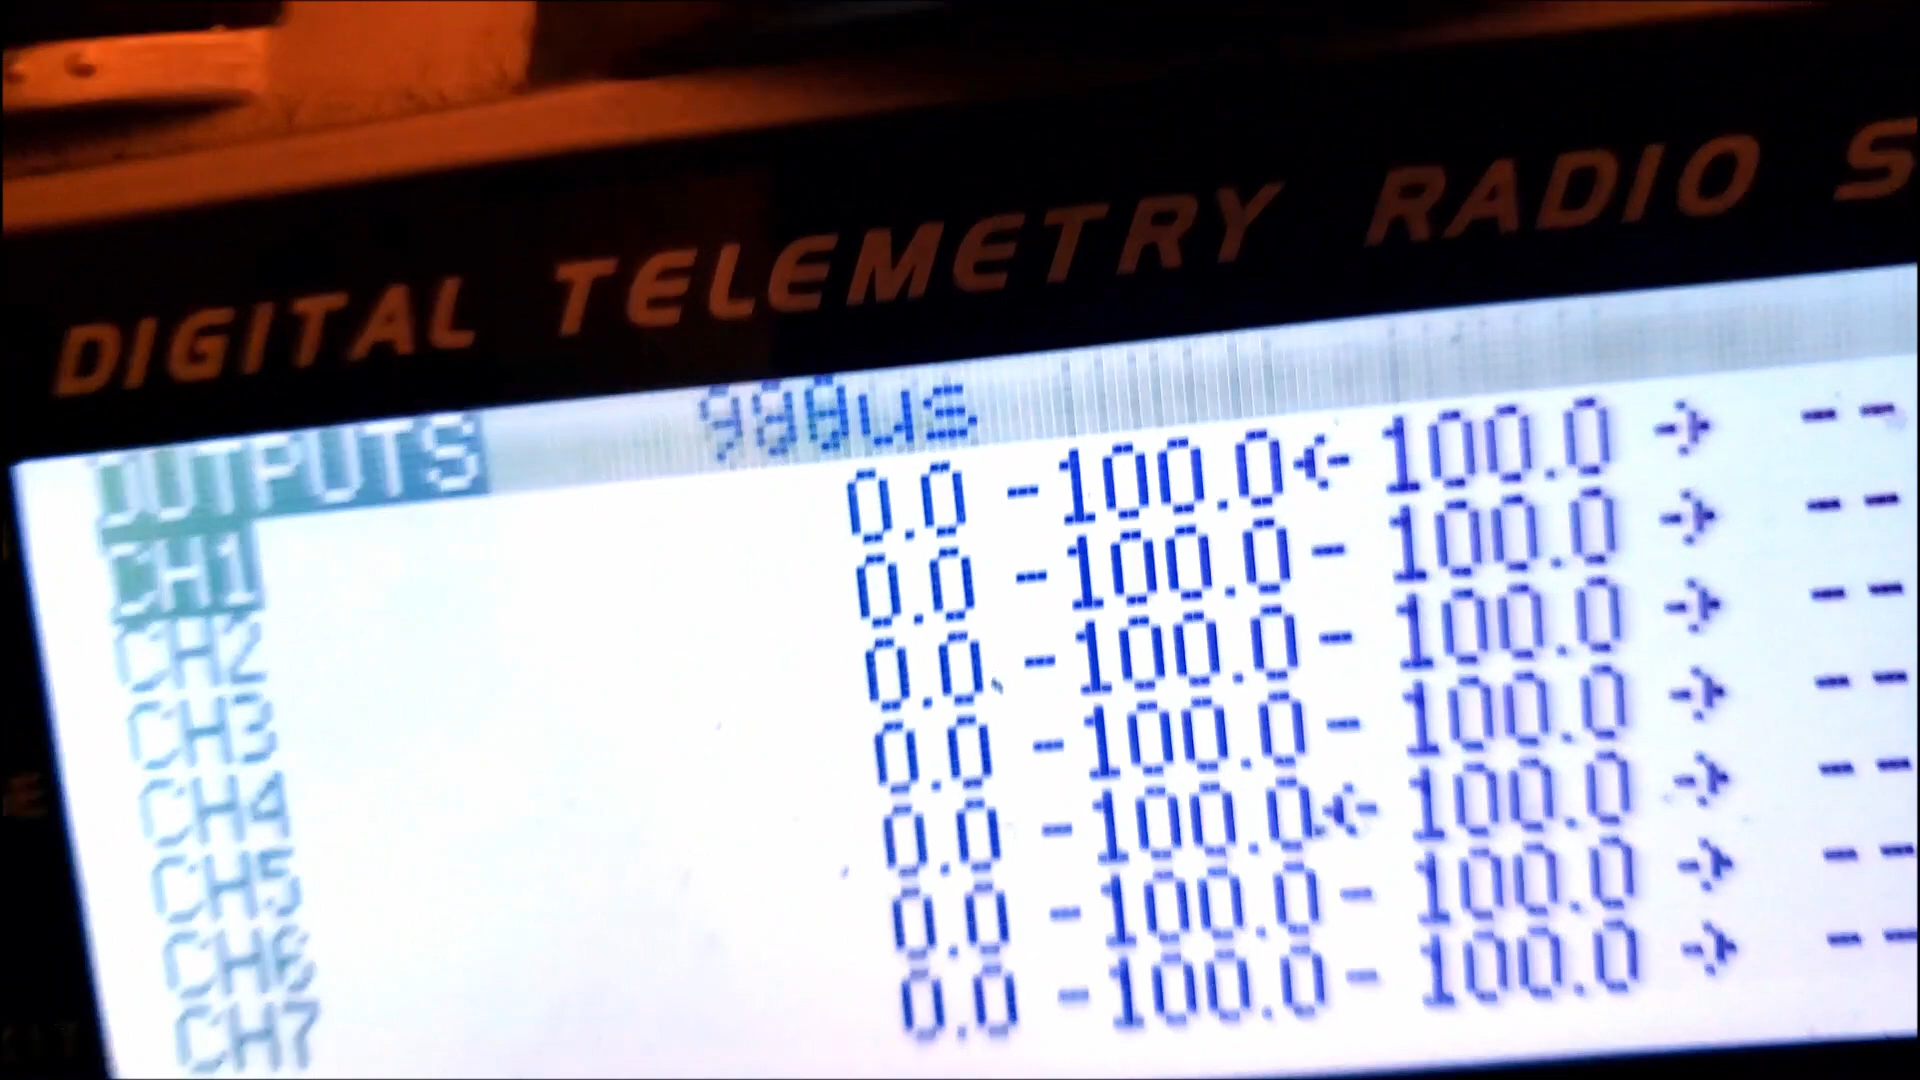 DIGITAL TELEMETRY RADIO S
OUTPUTS 980us
CH1 0.0 -100.0← 100.0 → --
CH2 0.0 -100.0- 100.0 → --
CH3 0.0 -100.0- 100.0 → --
CH4 0.0 -100.0- 100.0 → --
CH5 0.0 -100.0← 100.0 → --
CH6 0.0 -100.0- 100.0 → --
CH7 0.0 -100.0- 100.0 → --